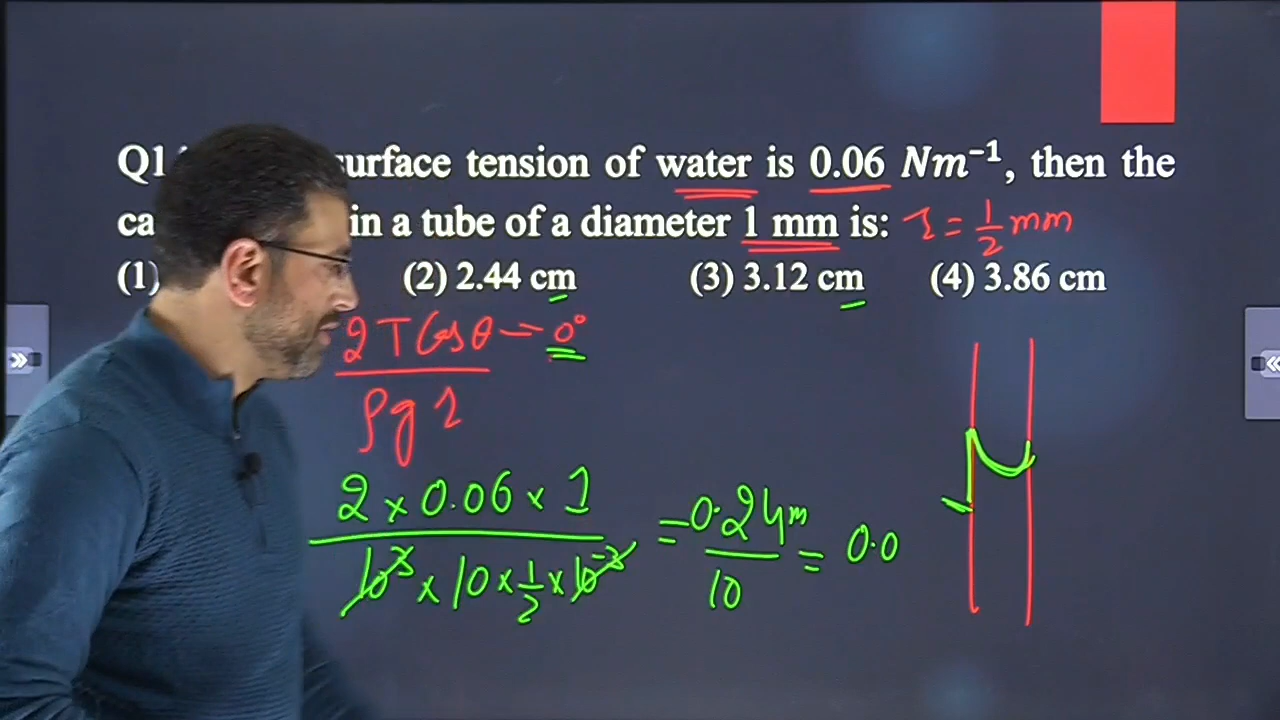 Q1 surface tension of water is 0.06 Nm⁻¹, then the
ca in a tube of a diameter 1 mm is: r = 1/2 mm
(1) (2) 2.44 cm (3) 3.12 cm (4) 3.86 cm
2 T Cos θ – 0°
ρ g r
2 × 0.06 × 1
10³ × 10 × 1/2 × 10⁻³
= 0.24 m / 10 = 0.0